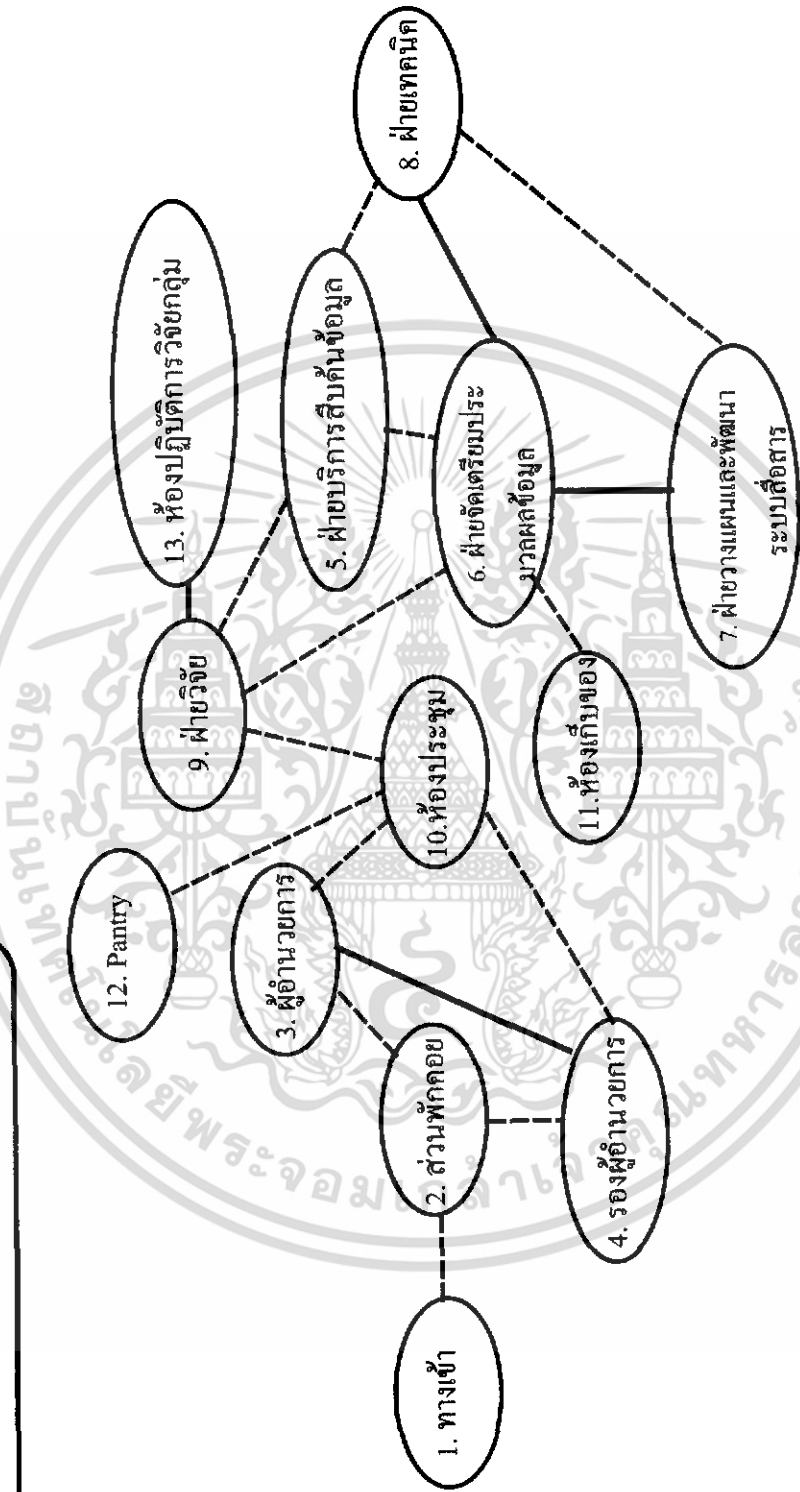 1. ทางเข้า
2. ส่วนพักคอย
3. ผู้อำนวยการ
4. รองผู้อำนวยการ
5. ฝ่ายบริการสืบค้นข้อมูล
6. ฝ่ายจัดเตรียมประ
มวลผลข้อมูล
7. ฝ่ายวางแผนและพัฒนา
ระบบสื่อสาร
8. ฝ่ายเทคนิค
9. ฝ่ายวิจัย
10.ห้องประชุม
11.ห้องเก็บของ
12. Pantry
13. ห้องปฏิบัติการวิจัยกลุ่ม